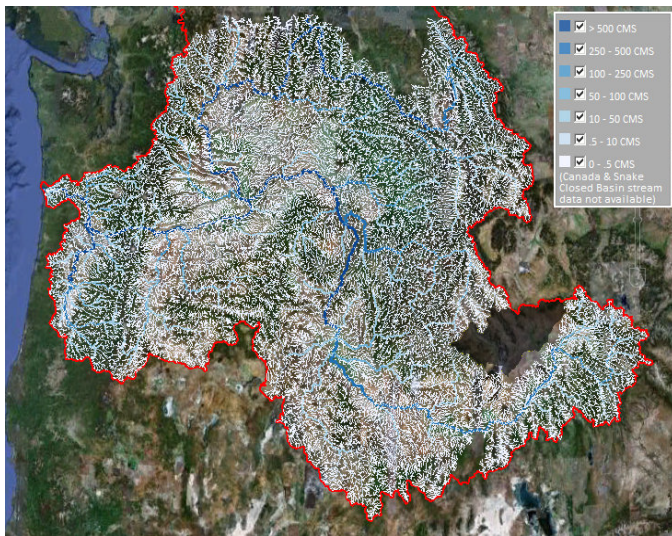 > 500 CMS
250 - 500 CMS
100 - 250 CMS
50 - 100 CMS
10 - 50 CMS
.5 - 10 CMS
0 - .5 CMS
(Canada & Snake
Closed Basin stream
data not available)